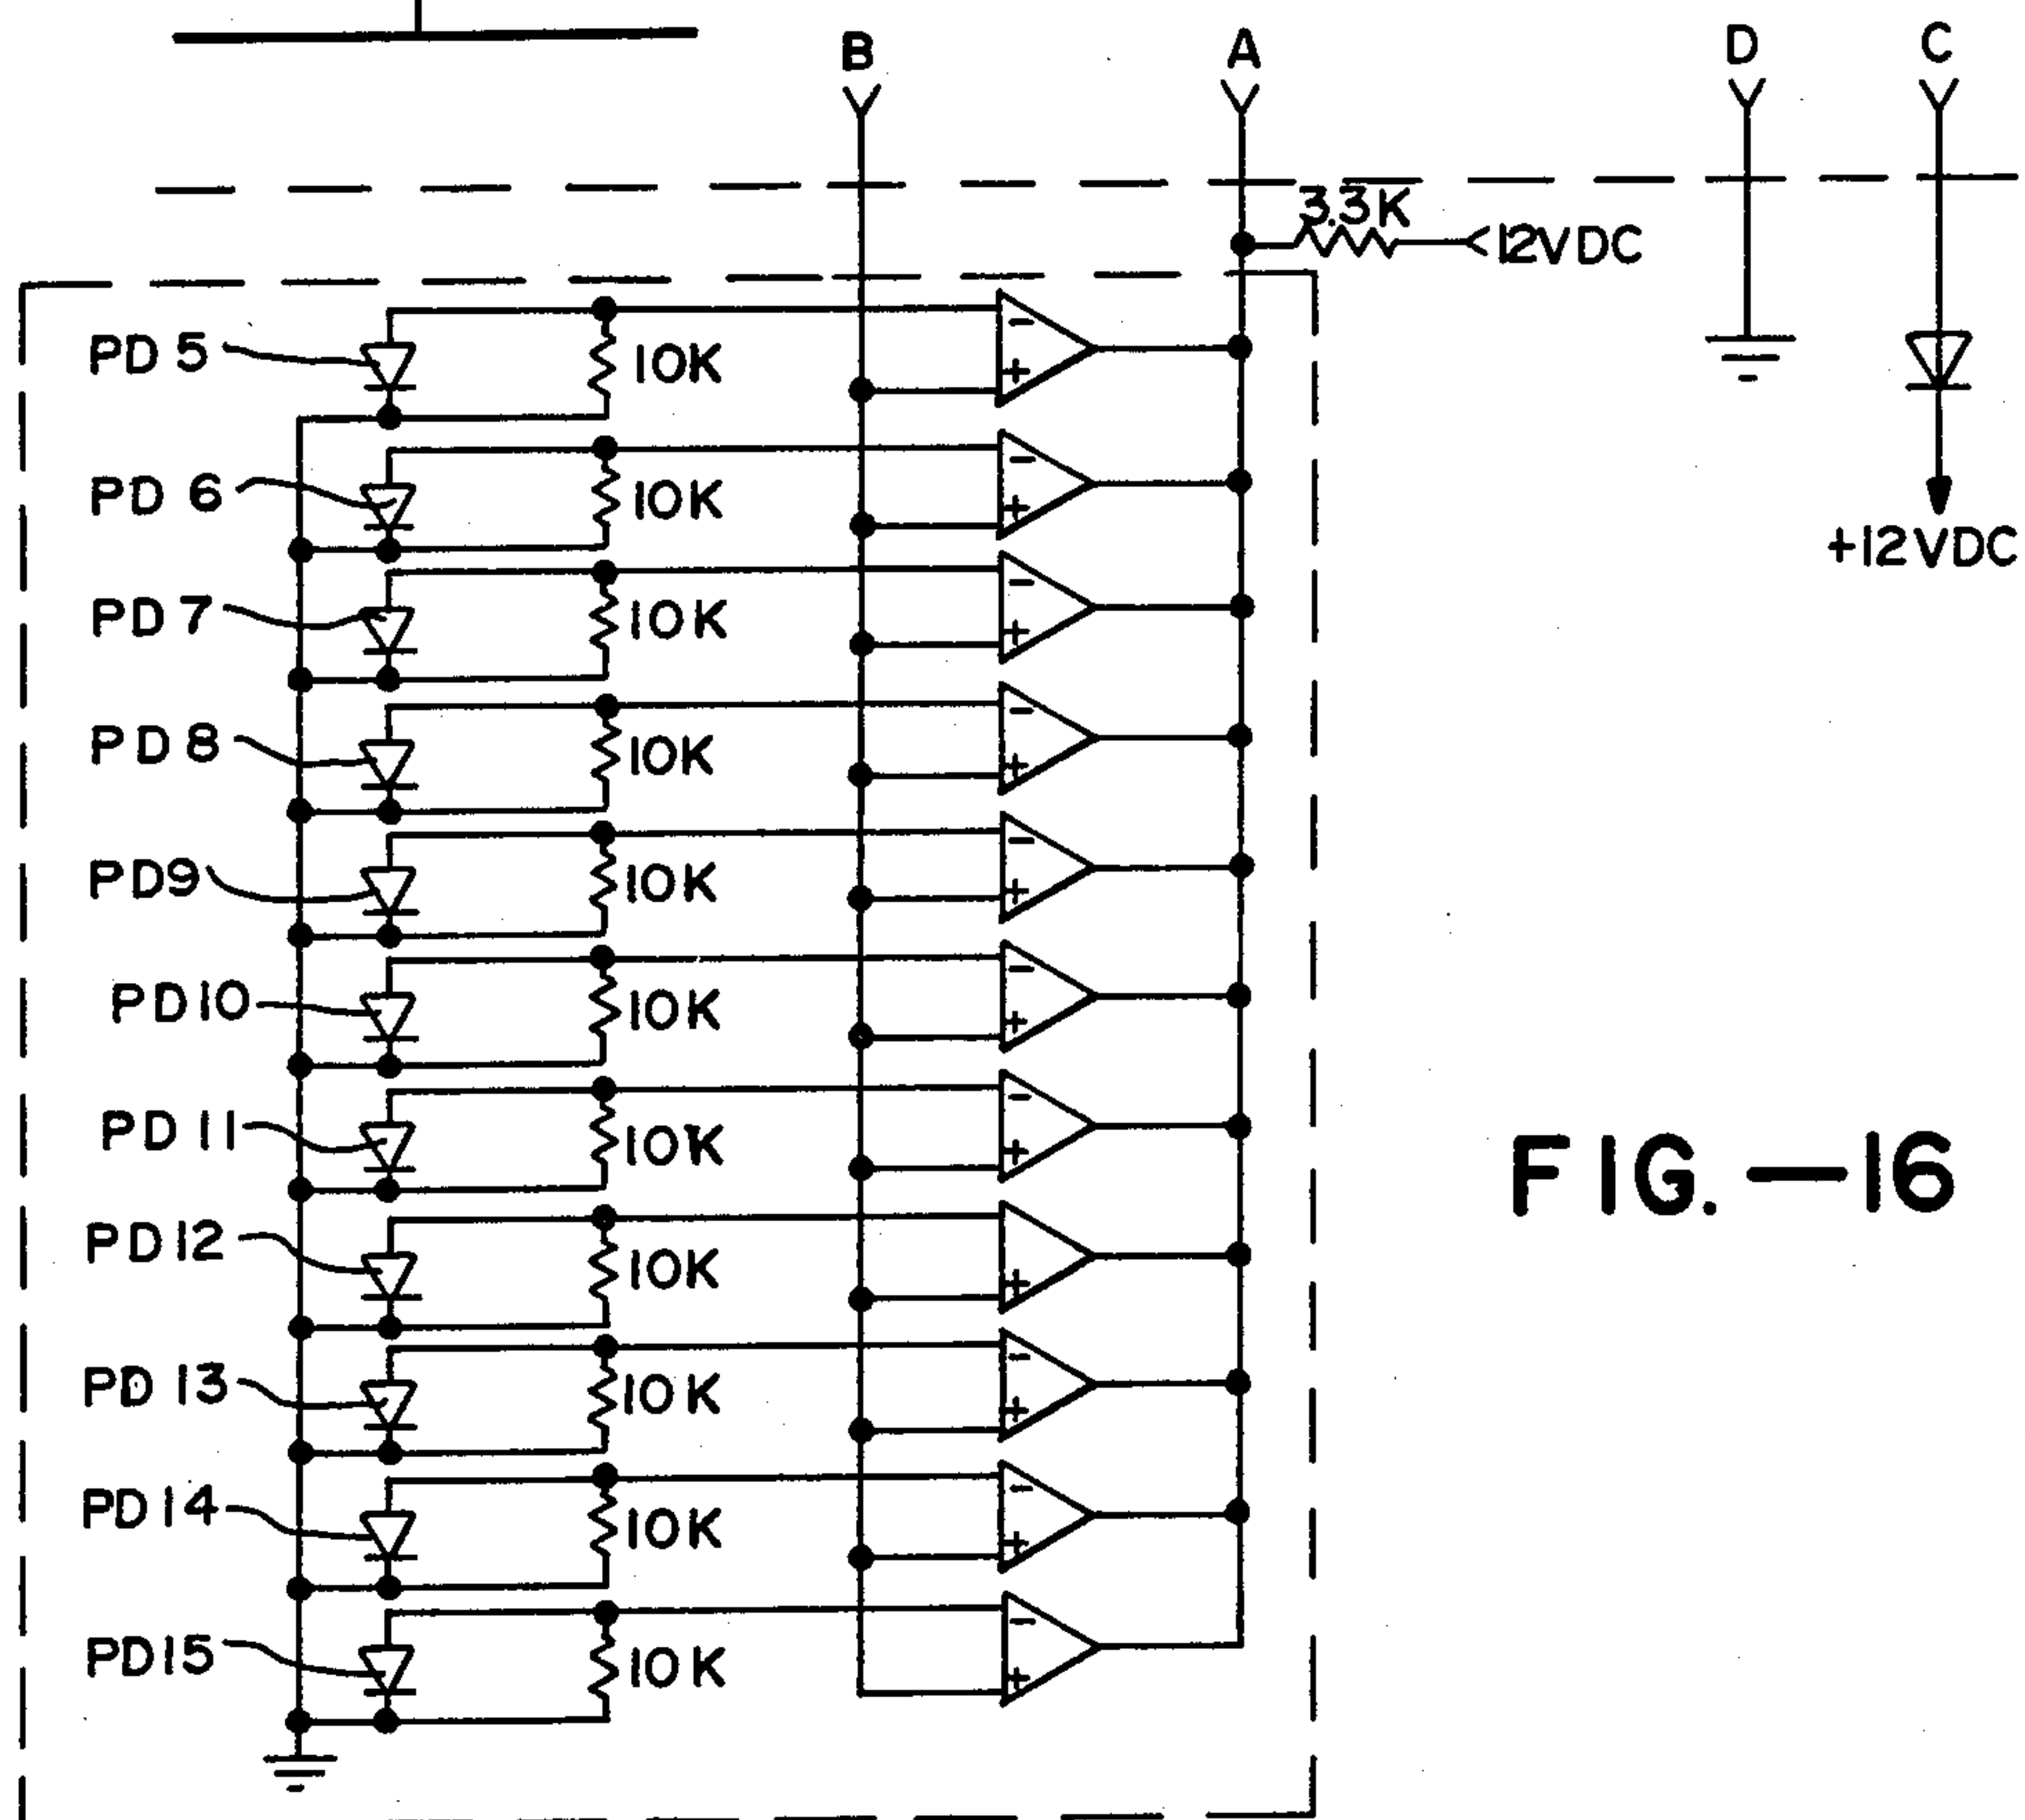 B A D C
3.3K
12VDC
PD 5 10K - +
PD 6 10K - +
+12VDC
PD 7 10K - +
PD 8 10K - +
PD9 10K - +
PD10 10K - +
PD 11 10K - +
FIG.—16
PD12 10K - +
PD 13 10K - +
PD 14 10K - +
PD15 10K - +